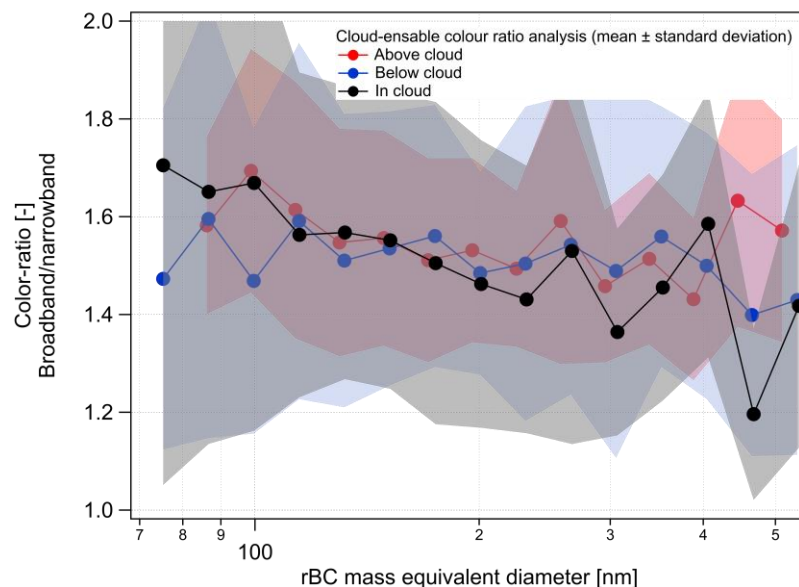 Cloud-ensable colour ratio analysis (mean ± standard deviation)
Above cloud
Below cloud
In cloud
2.0
1.8
1.6
1.4
1.2
1.0
Color-ratio [-]
Broadband/narrowband
7 8 9 100 2 3 4 5
rBC mass equivalent diameter [nm]